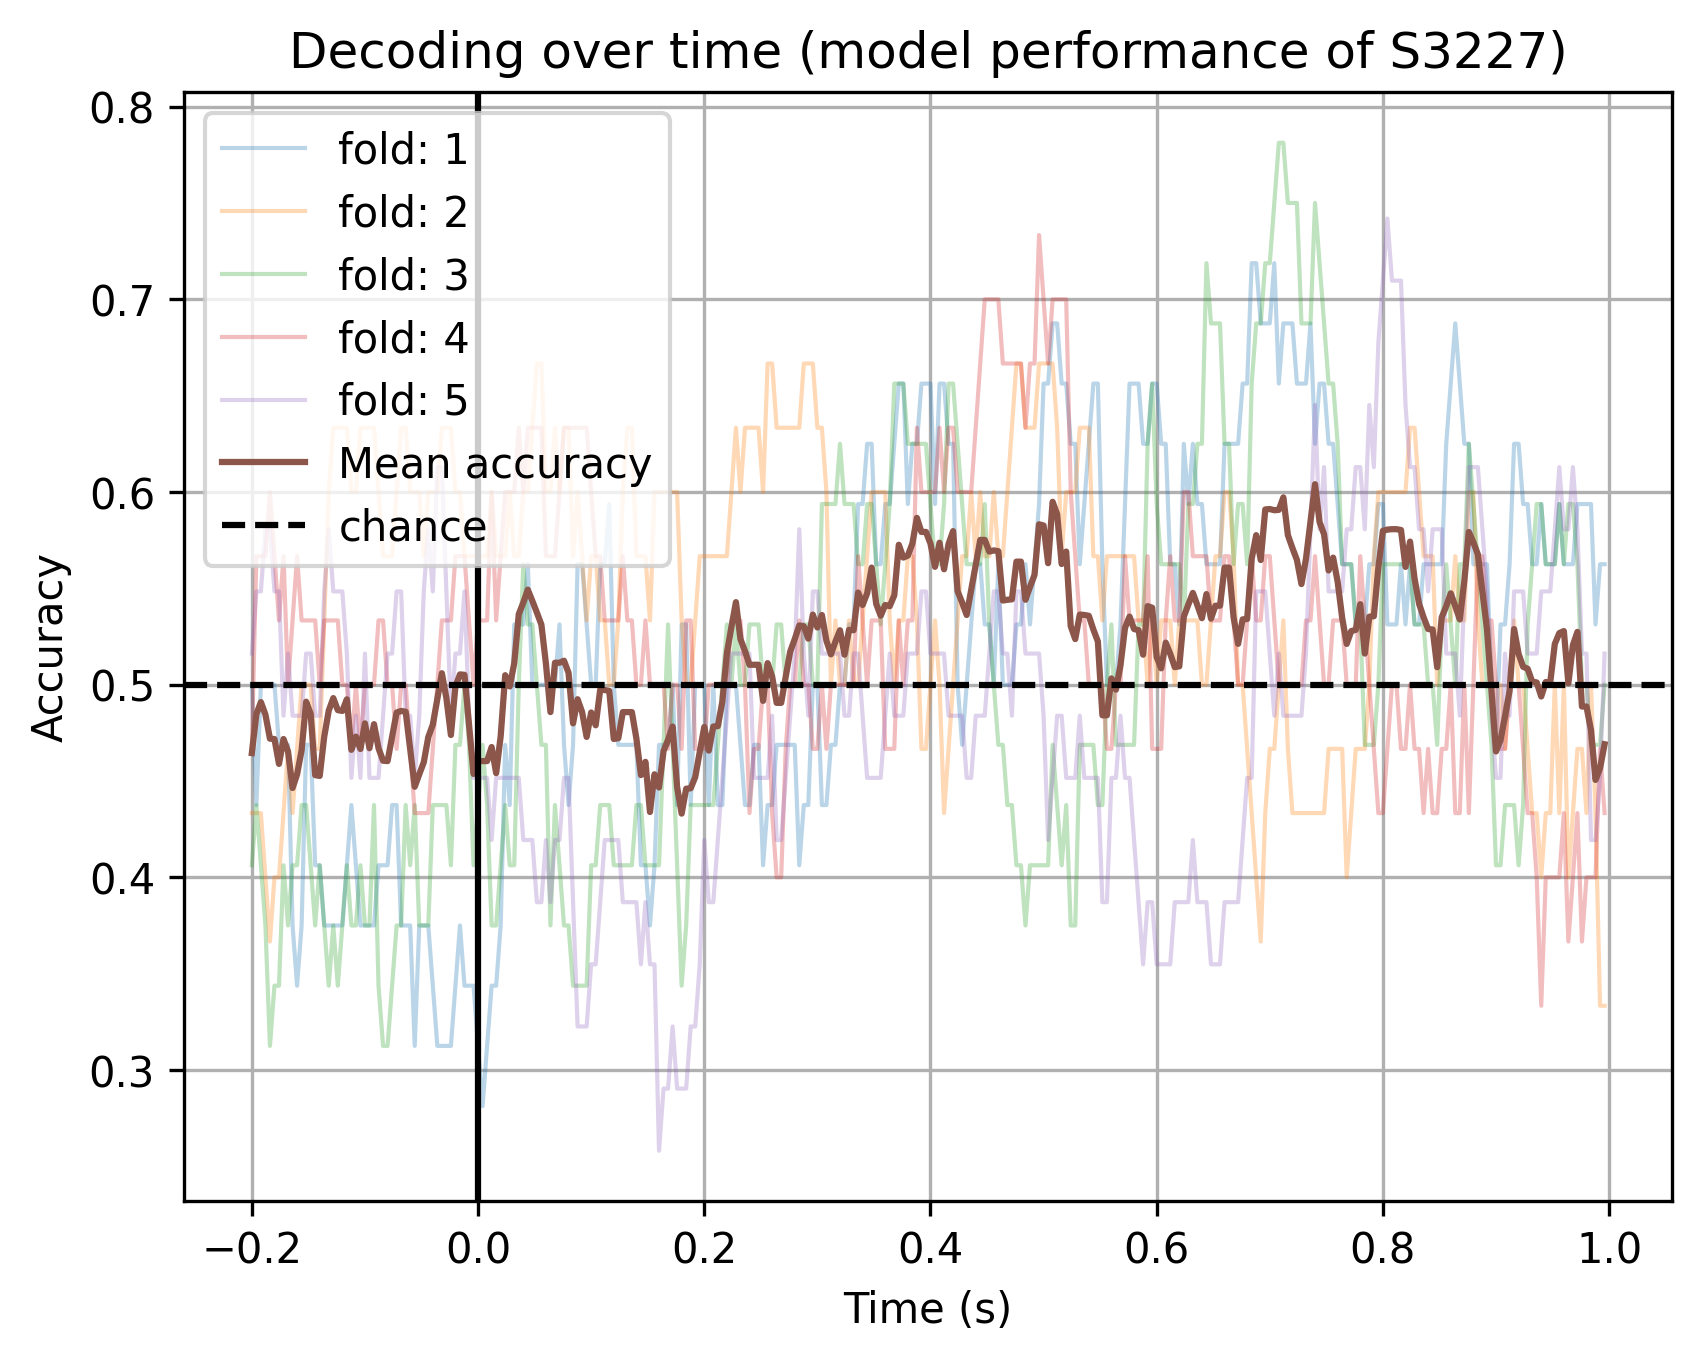 Decoding over time (model performance of S3227)
0.8
0.7
0.6
0.5
0.4
0.3
Accuracy
fold: 1
fold: 2
fold: 3
fold: 4
fold: 5
Mean accuracy
chance
−0.2 0.0 0.2 0.4 0.6 0.8 1.0
Time (s)